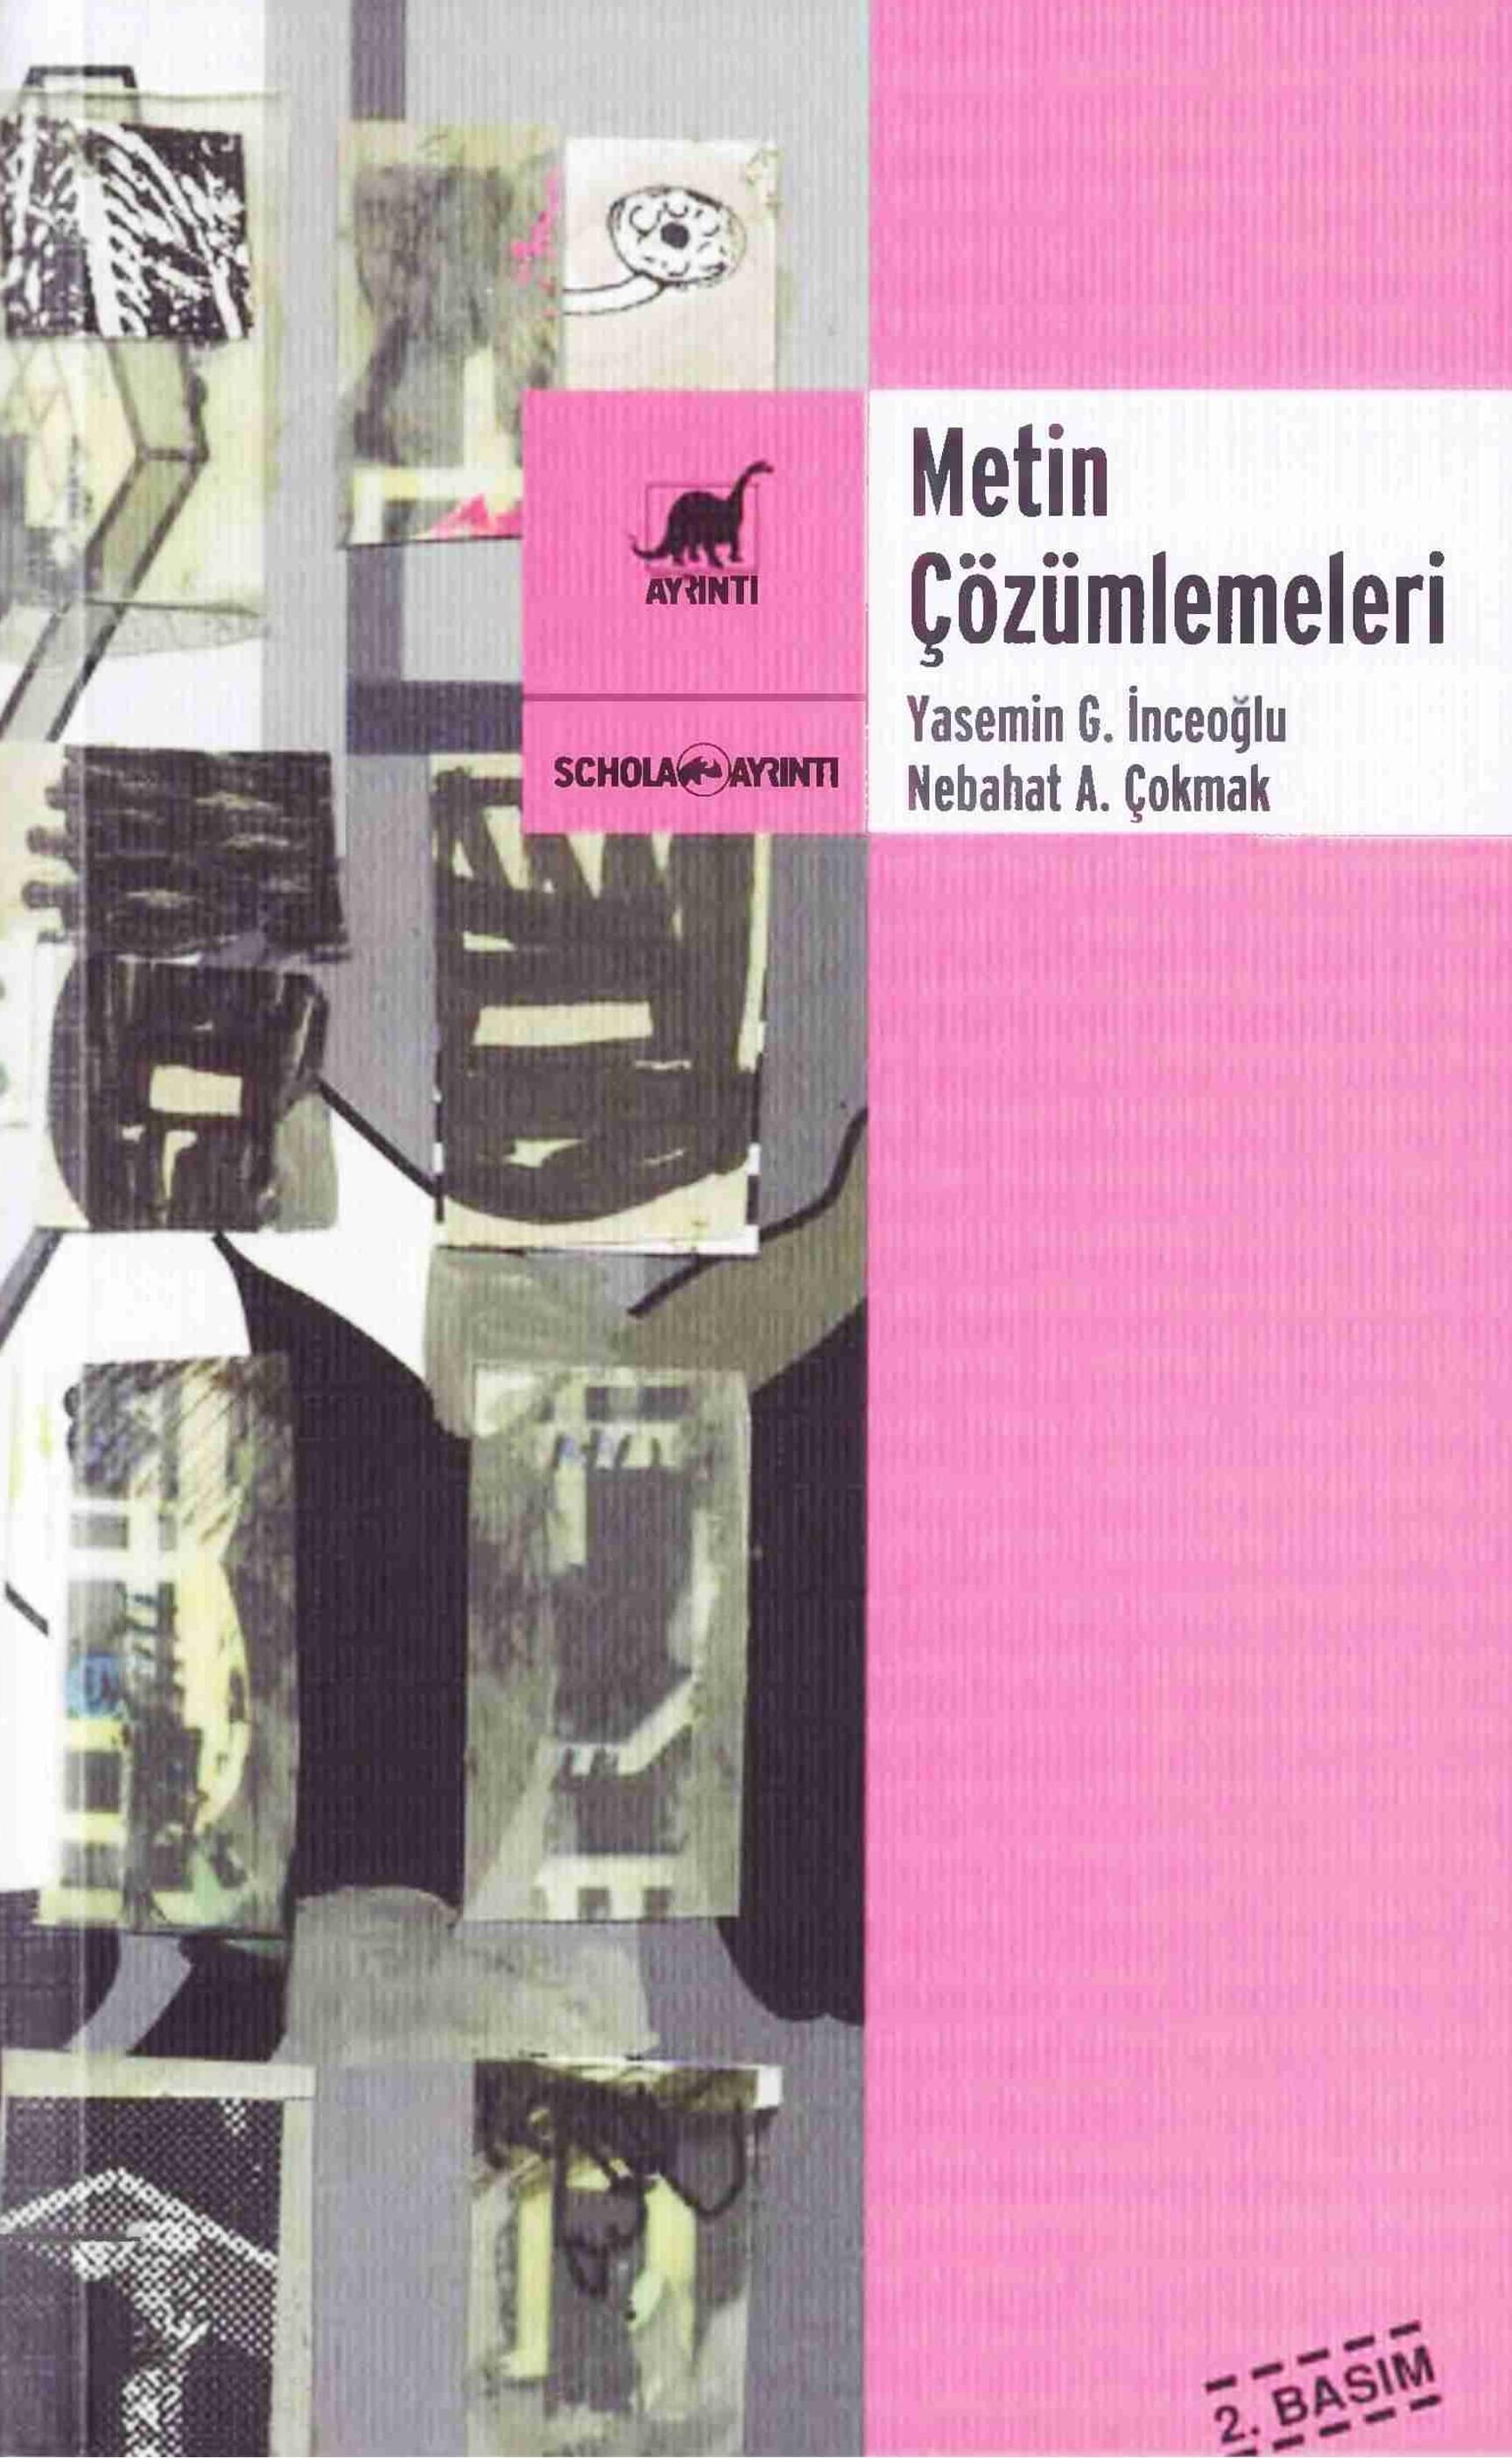 Metin
Çözümlemeleri
AYRINTI
Yasemin G. İnceoğlu
Nebahat A. Çokmak
SCHOLA AYRINTI
2. BASIM